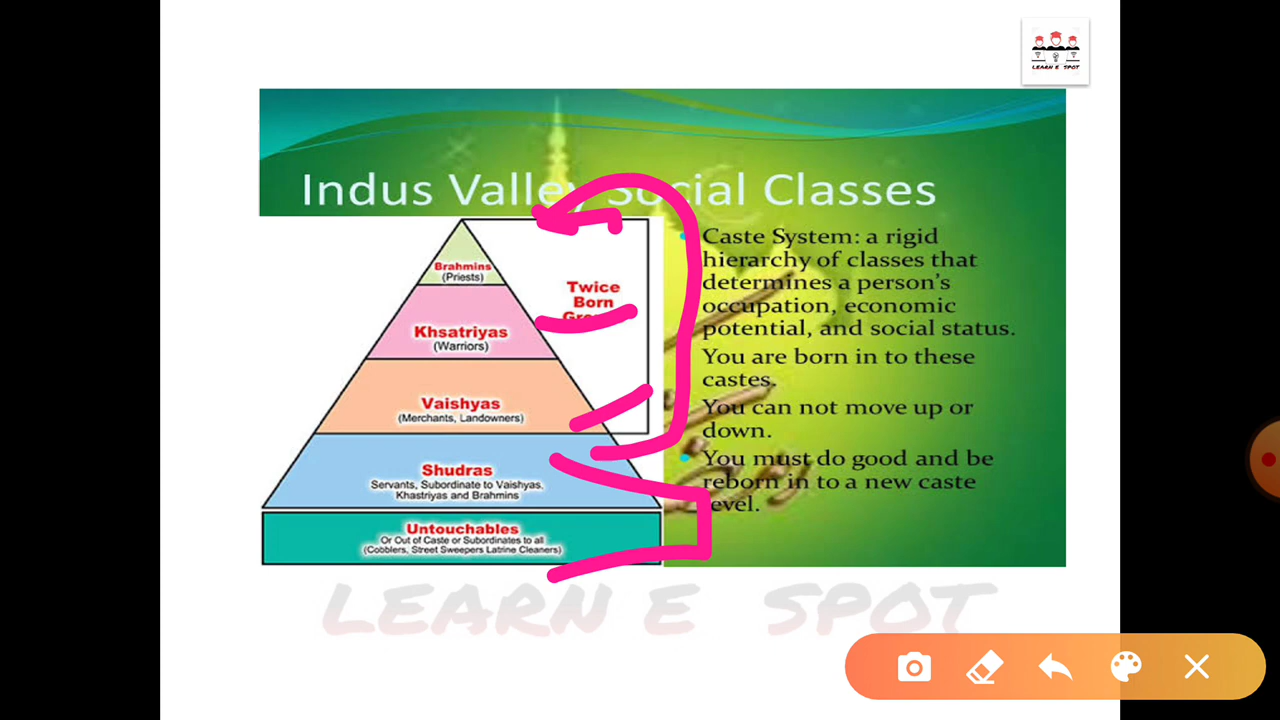 LEARN E SPOT
Indus Valley Social Classes
Brahmins
(Priests)
Khsatriyas
(Warriors)
Vaishyas
(Merchants, Landowners)
Shudras
Servants, Subordinate to Vaishyas,
Khastriyas and Brahmins
Untouchables
Or Out of Caste or Subordinates to all
(Cobblers, Street Sweepers Latrine Cleaners)
Twice
Born
Caste System: a rigid
hierarchy of classes that
determines a person's
occupation, economic
potential, and social status.
You are born in to these
castes.
You can not move up or
down.
You must do good and be
reborn in to a new caste
level.
LEARN E SPOT